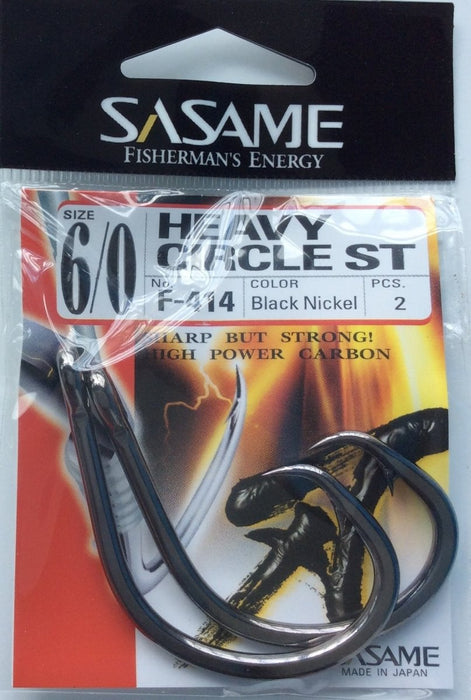 SASAME
FISHERMAN'S ENERGY
SIZE
6/0
HEAVY
CIRCLE ST
No.
F-414
COLOR
Black Nickel
PCS.
2
SHARP BUT STRONG!
HIGH POWER CARBON
SASAME
MADE IN JAPAN